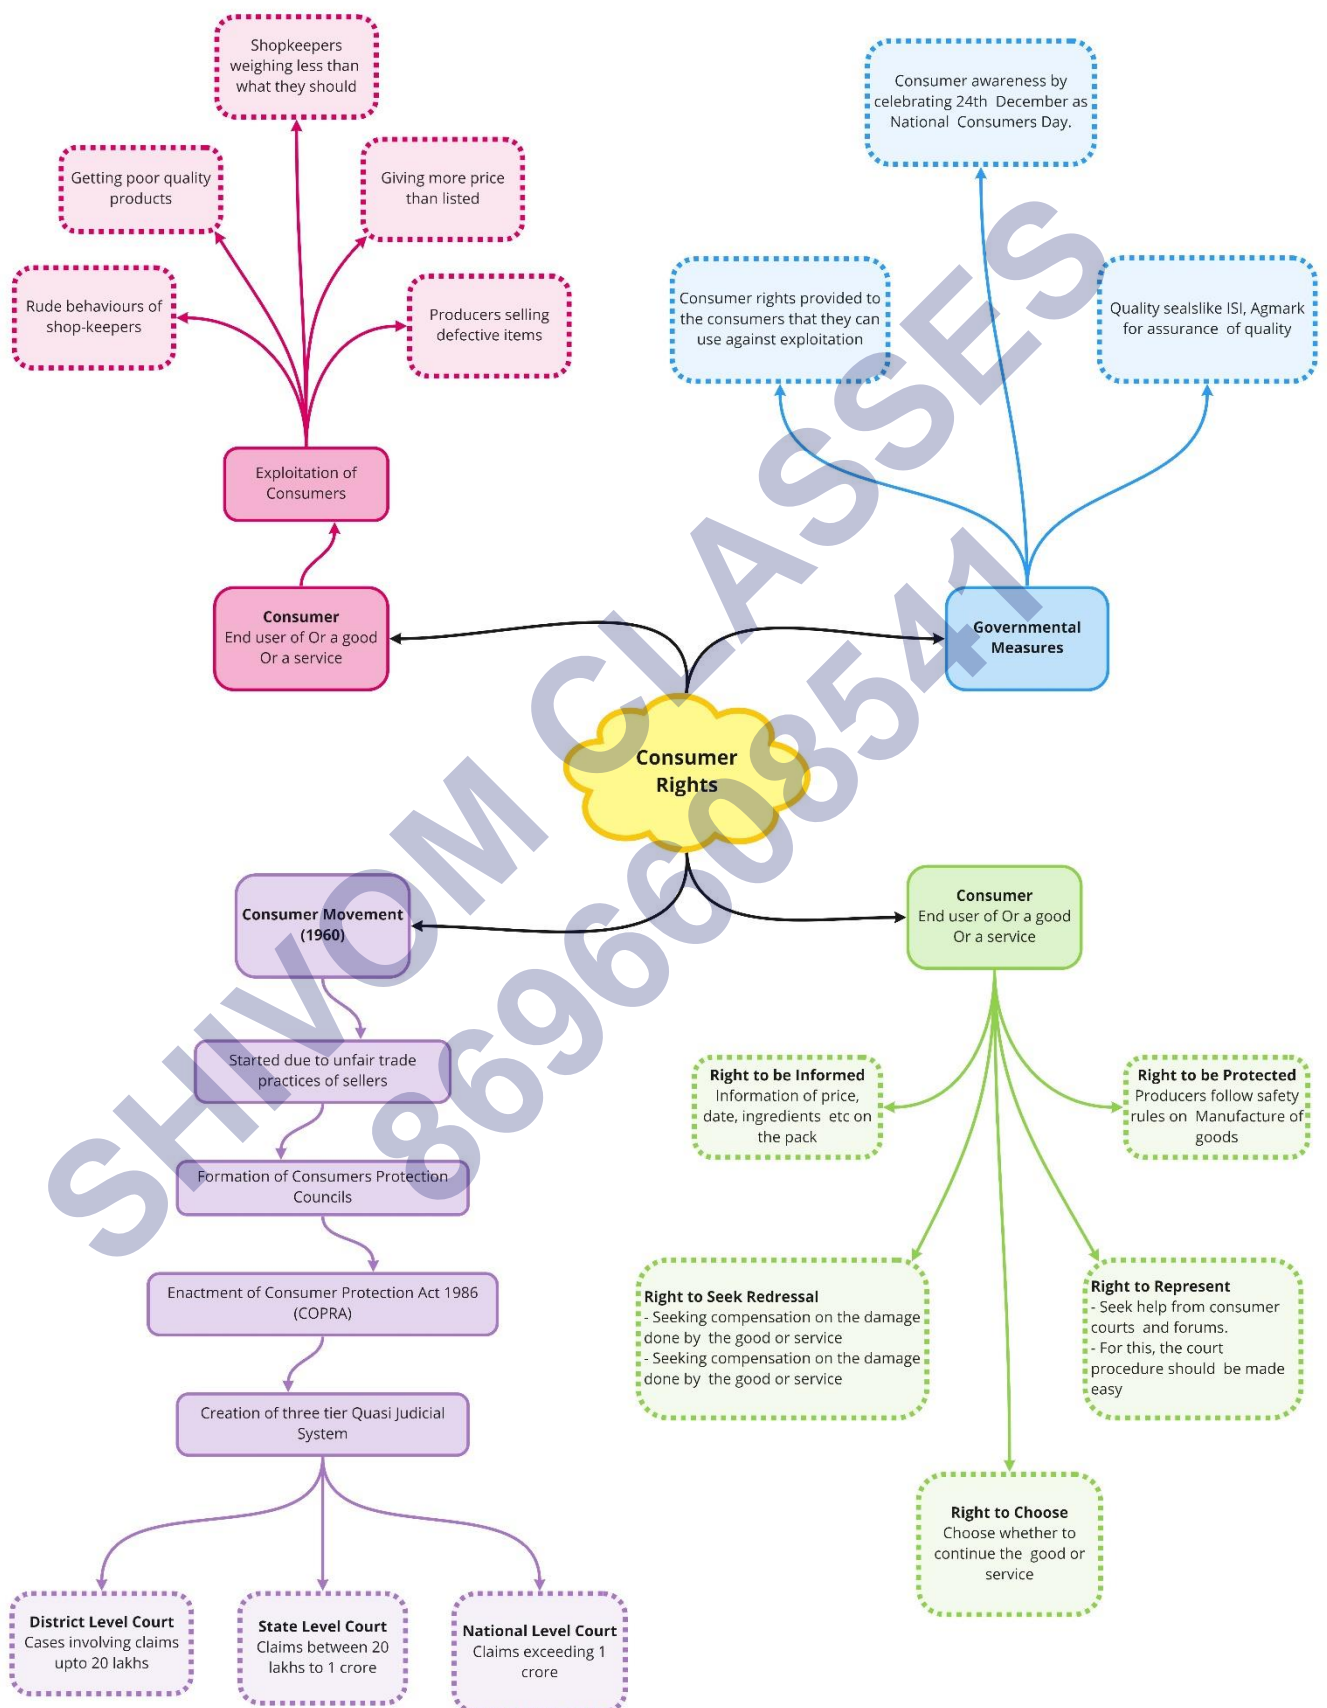 Shopkeepers
weighing less than
what they should
Getting poor quality
products
Giving more price
than listed
Rude behaviours of
shop-keepers
Producers selling
defective items
Exploitation of
Consumers
Consumer
End user of Or a good
Or a service
Consumer awareness by
celebrating 24th December as
National Consumers Day.
Consumer rights provided to
the consumers that they can
use against exploitation
Quality sealslike ISI, Agmark
for assurance of quality
Governmental
Measures
Consumer
Rights
Consumer Movement
(1960)
Started due to unfair trade
practices of sellers
Formation of Consumers Protection
Councils
Enactment of Consumer Protection Act 1986
(COPRA)
Creation of three tier Quasi Judicial
System
District Level Court
Cases involving claims
upto 20 lakhs
State Level Court
Claims between 20
lakhs to 1 crore
National Level Court
Claims exceeding 1
crore
Consumer
End user of Or a good
Or a service
Right to be Informed
Information of price,
date, ingredients etc on
the pack
Right to be Protected
Producers follow safety
rules on Manufacture of
goods
Right to Seek Redressal
- Seeking compensation on the damage
done by the good or service
- Seeking compensation on the damage
done by the good or service
Right to Represent
- Seek help from consumer
courts and forums.
- For this, the court
procedure should be made
easy
Right to Choose
Choose whether to
continue the good or
service
SHIVOM CLASSES
8696608541